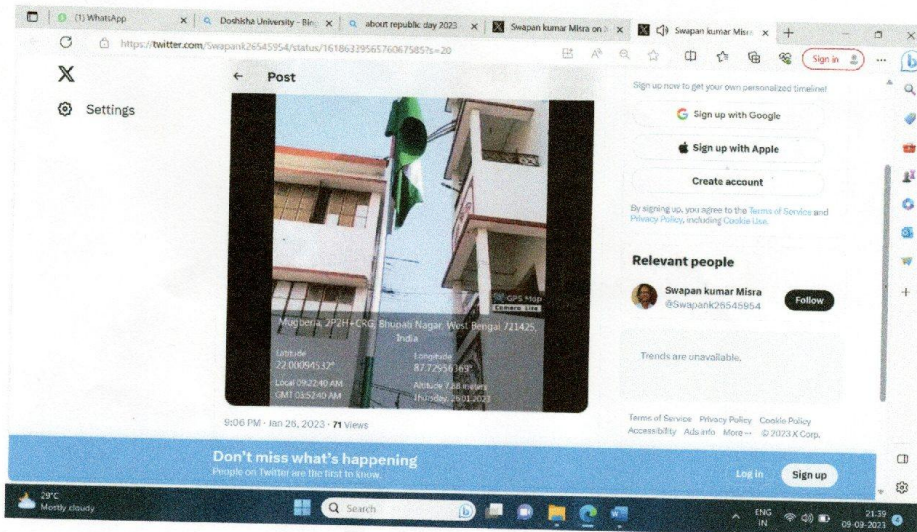 (1) WhatsApp
Doshisha University - Bing
about republic day 2023
Swapan kumar Misra on X
Swapan kumar Misra
https://twitter.com/Swapank26545954/status/1618633956576067585?s=20
Sign in
Settings
Post
GPS Map
Camera Lite
Mugberia, 2P2H+CRG, Bhupati Nagar, West Bengal 721425,
India
Latitude
22.00094532°
Longitude
87.72956369°
Local 09:22:40 AM
GMT 03:52:40 AM
Altitude 7.88 meters
Thursday, 26.01.2023
9:06 PM · Jan 26, 2023 · 71 Views
Sign up now to get your own personalized timeline!
Sign up with Google
Sign up with Apple
Create account
By signing up, you agree to the Terms of Service and
Privacy Policy, including Cookie Use.
Relevant people
Swapan kumar Misra
@Swapank26545954
Follow
Trends are unavailable.
Terms of Service Privacy Policy Cookie Policy
Accessibility Ads info More ··· © 2023 X Corp.
Don't miss what's happening
People on Twitter are the first to know.
Log in
Sign up
29°C
Mostly cloudy
Search
ENG
IN
21:39
09-09-2023